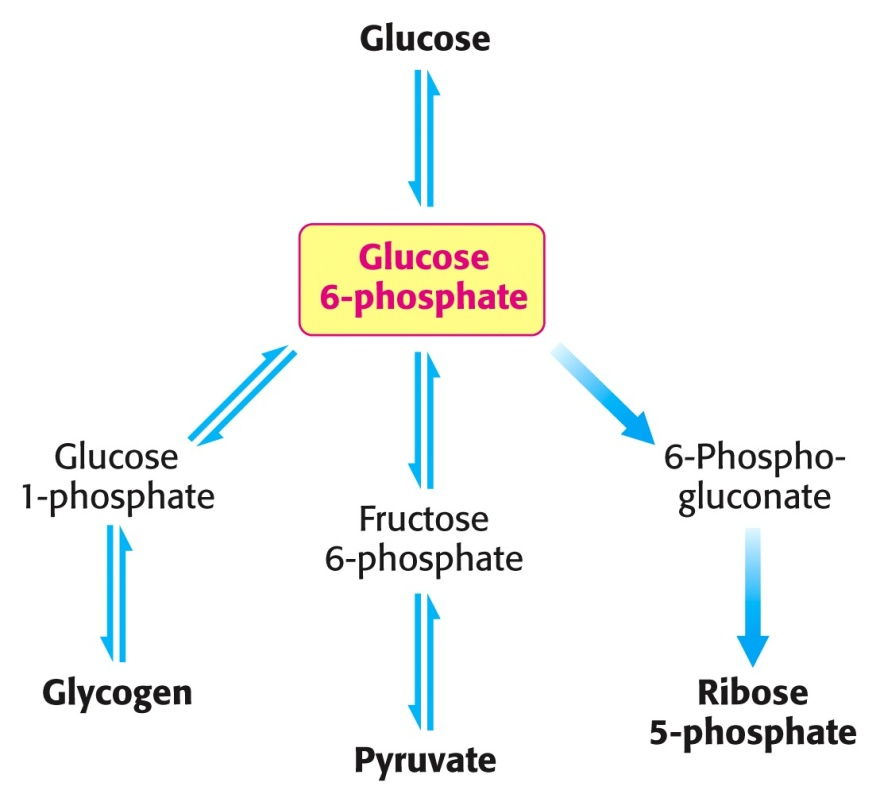 Glucose
Glucose
6-phosphate
Glucose
1-phosphate
Glycogen
Fructose
6-phosphate
Pyruvate
6-Phospho-
gluconate
Ribose
5-phosphate